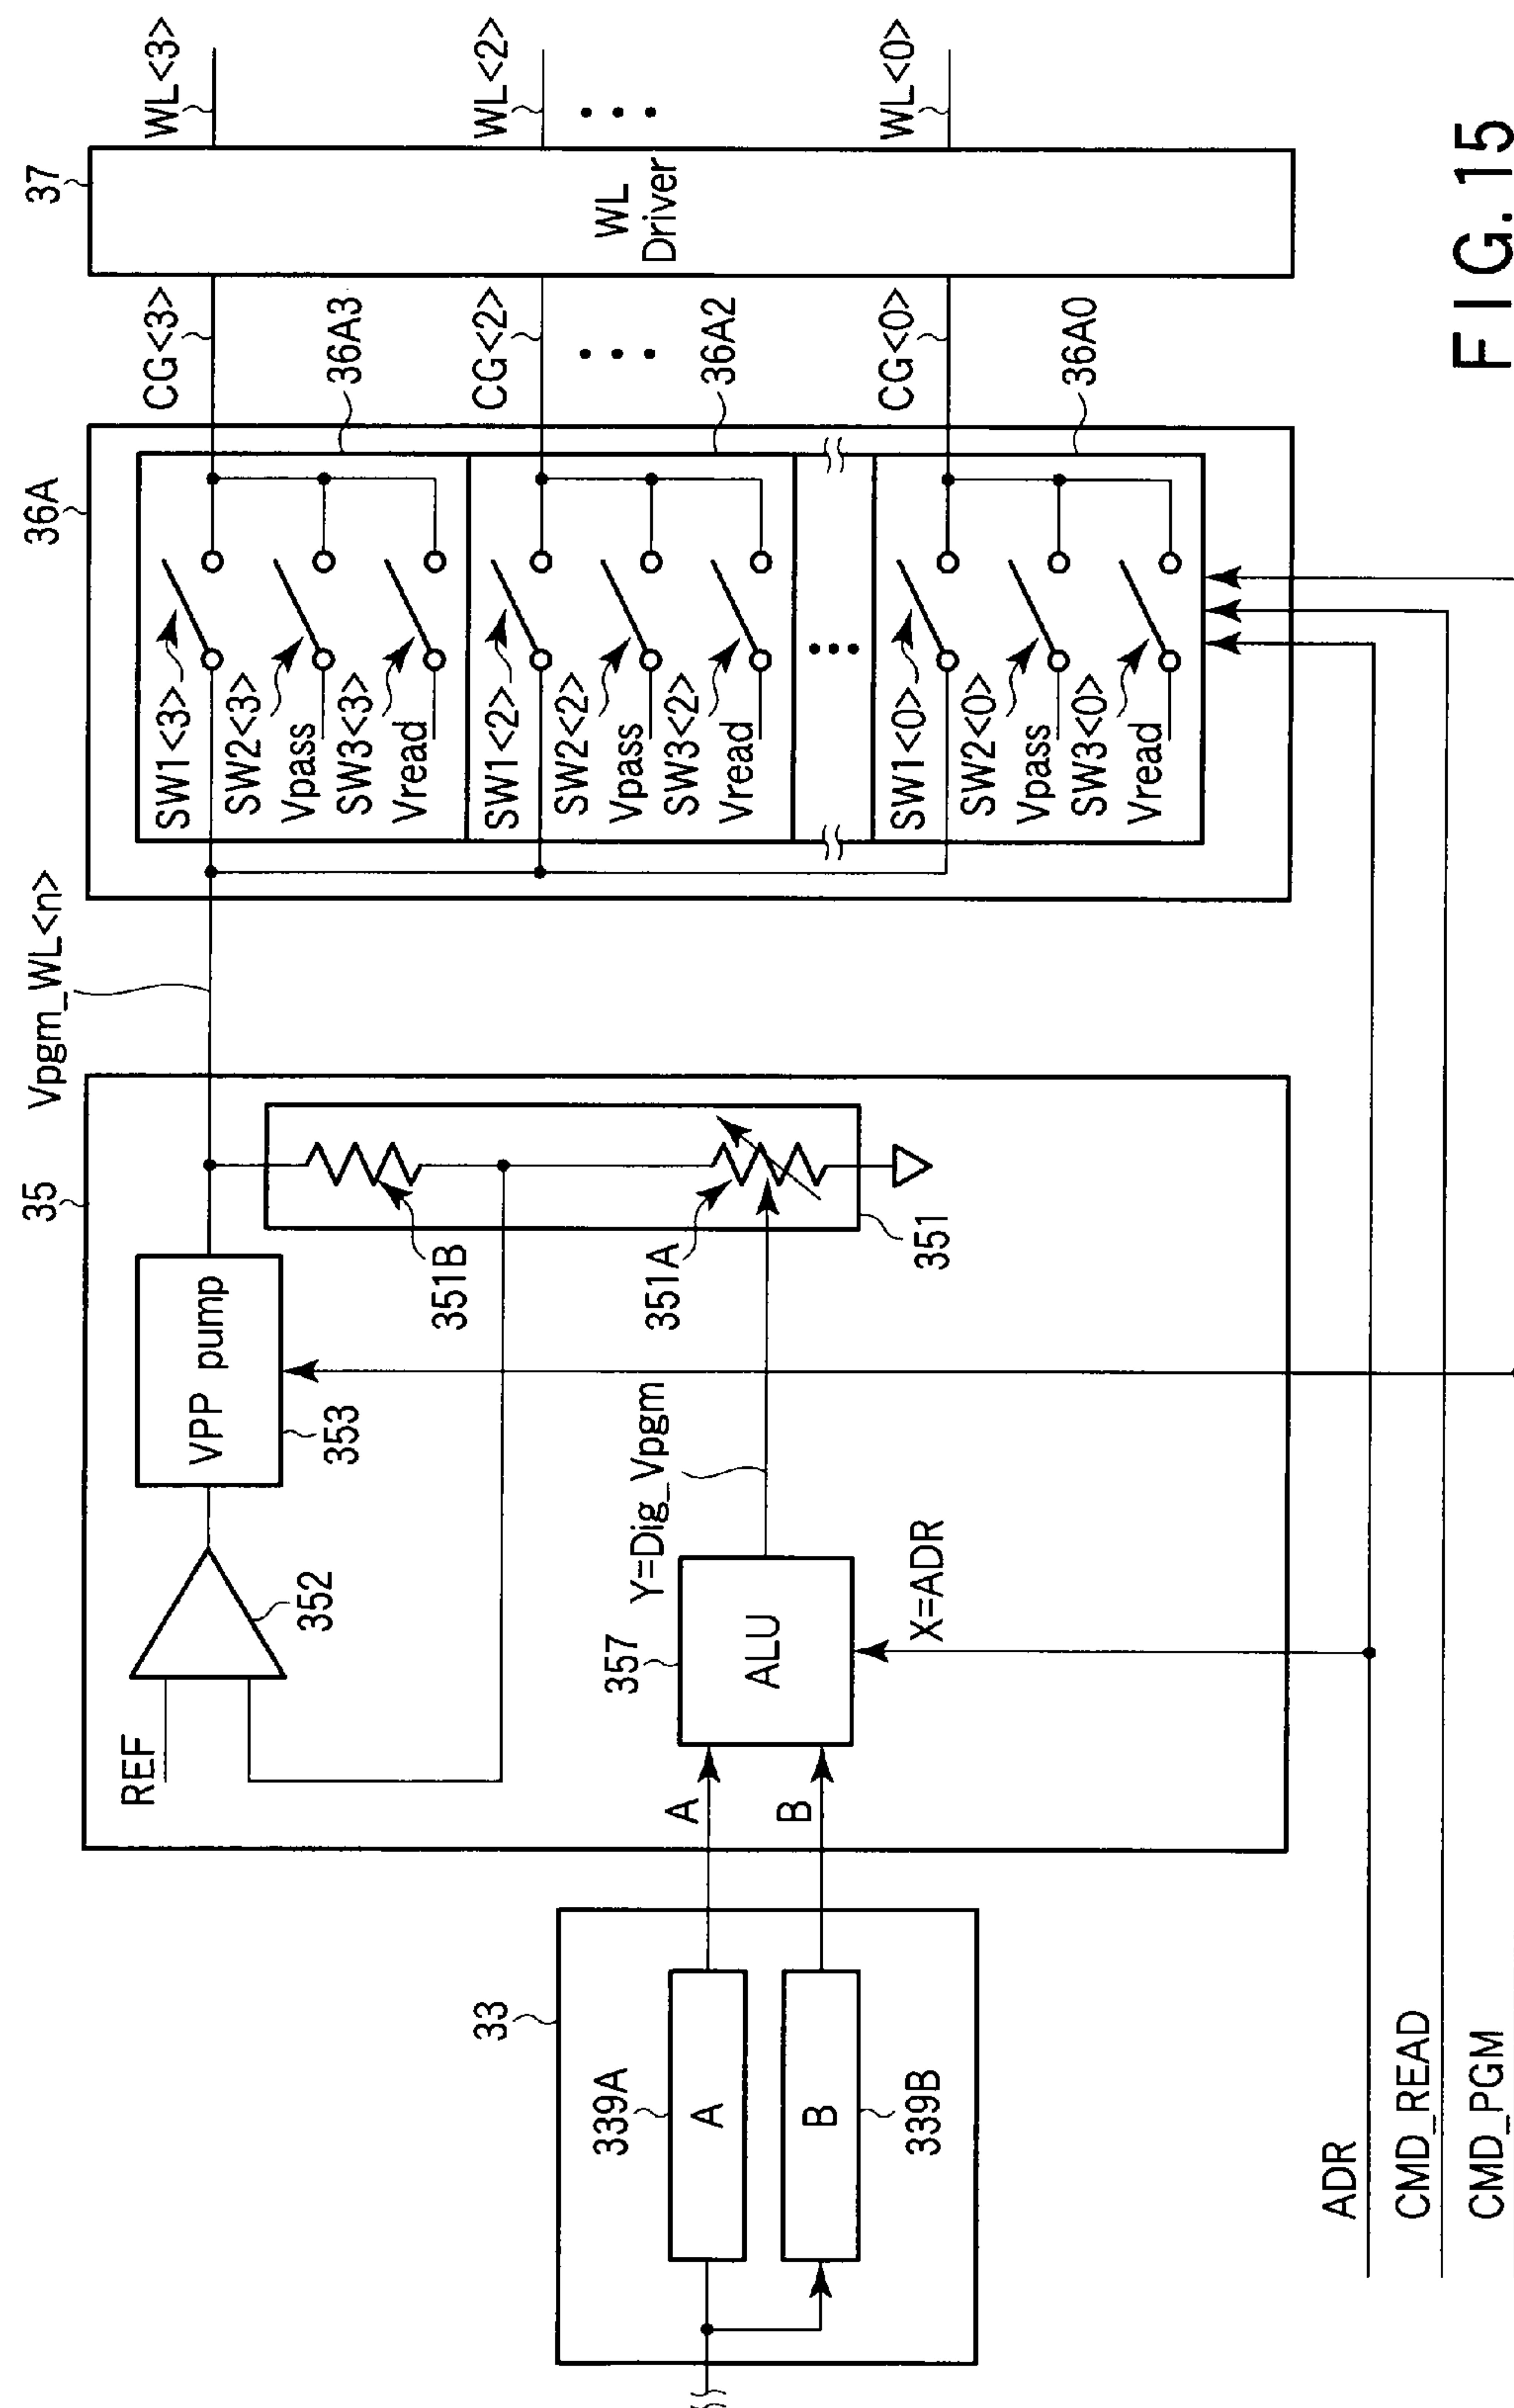 33
339A
A
B
339B
A
B
35
REF
352
VPP pump
353
351B
351A
351
357
ALU
Y=Dig_Vpgm
X=ADR
Vpgm_WL<n>
36A
SW1<3>
SW2<3>
Vpass
SW3<3>
Vread
SW1<2>
SW2<2>
Vpass
SW3<2>
Vread
SW1<0>
SW2<0>
Vpass
SW3<0>
Vread
CG<3>
36A3
CG<2>
36A2
CG<0>
36A0
37
WL
Driver
WL<3>
WL<2>
WL<0>
ADR
CMD_READ
CMD_PGM
FIG. 15